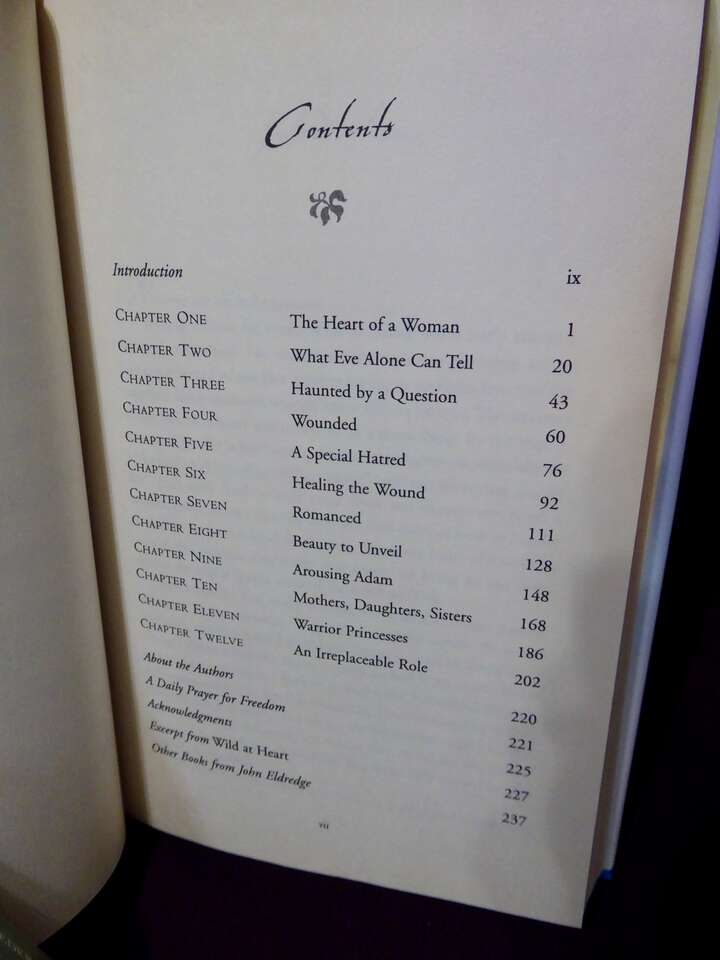 Contents
Introduction ix
CHAPTER ONE The Heart of a Woman 1
CHAPTER TWO What Eve Alone Can Tell 20
CHAPTER THREE Haunted by a Question 43
CHAPTER FOUR Wounded 60
CHAPTER FIVE A Special Hatred 76
CHAPTER SIX Healing the Wound 92
CHAPTER SEVEN Romanced 111
CHAPTER EIGHT Beauty to Unveil 128
CHAPTER NINE Arousing Adam 148
CHAPTER TEN Mothers, Daughters, Sisters 168
CHAPTER ELEVEN Warrior Princesses 186
CHAPTER TWELVE An Irreplaceable Role 202
About the Authors 220
A Daily Prayer for Freedom 221
Acknowledgments 225
Excerpt from Wild at Heart 227
Other Books from John Eldredge 237
vii